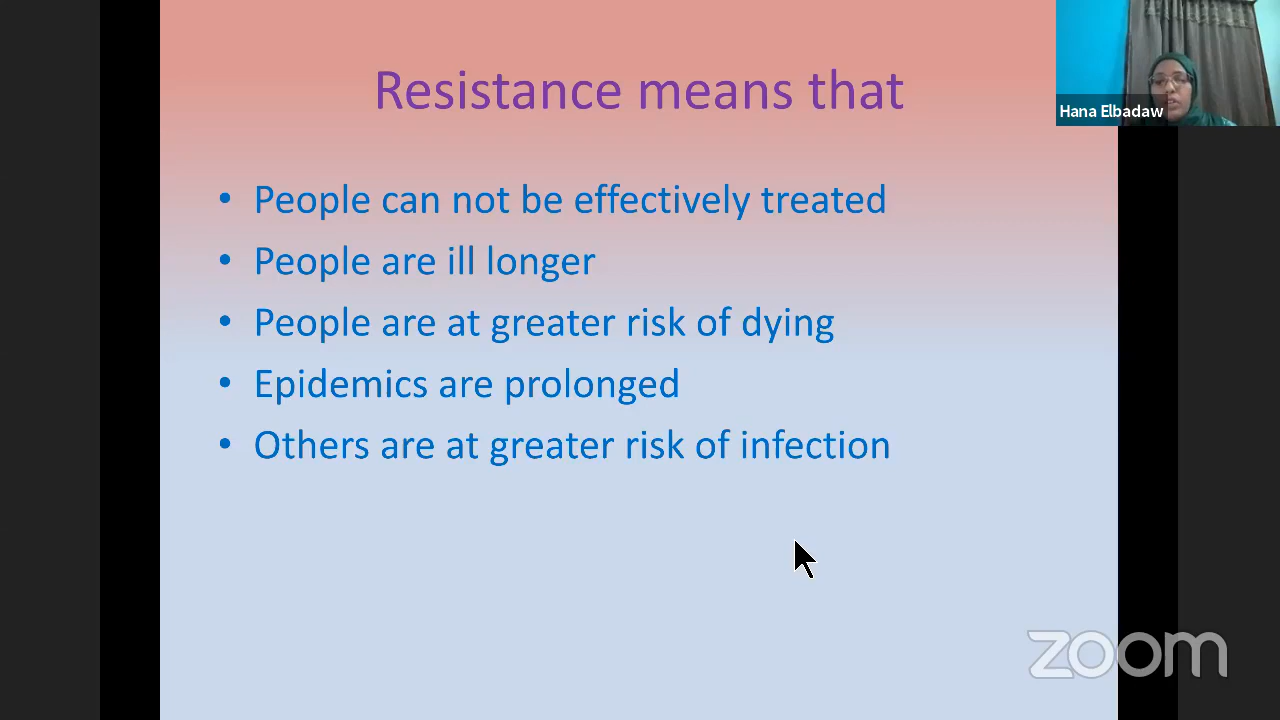 Resistance means that
Hana Elbadaw
• People can not be effectively treated
• People are ill longer
• People are at greater risk of dying
• Epidemics are prolonged
• Others are at greater risk of infection
zoom